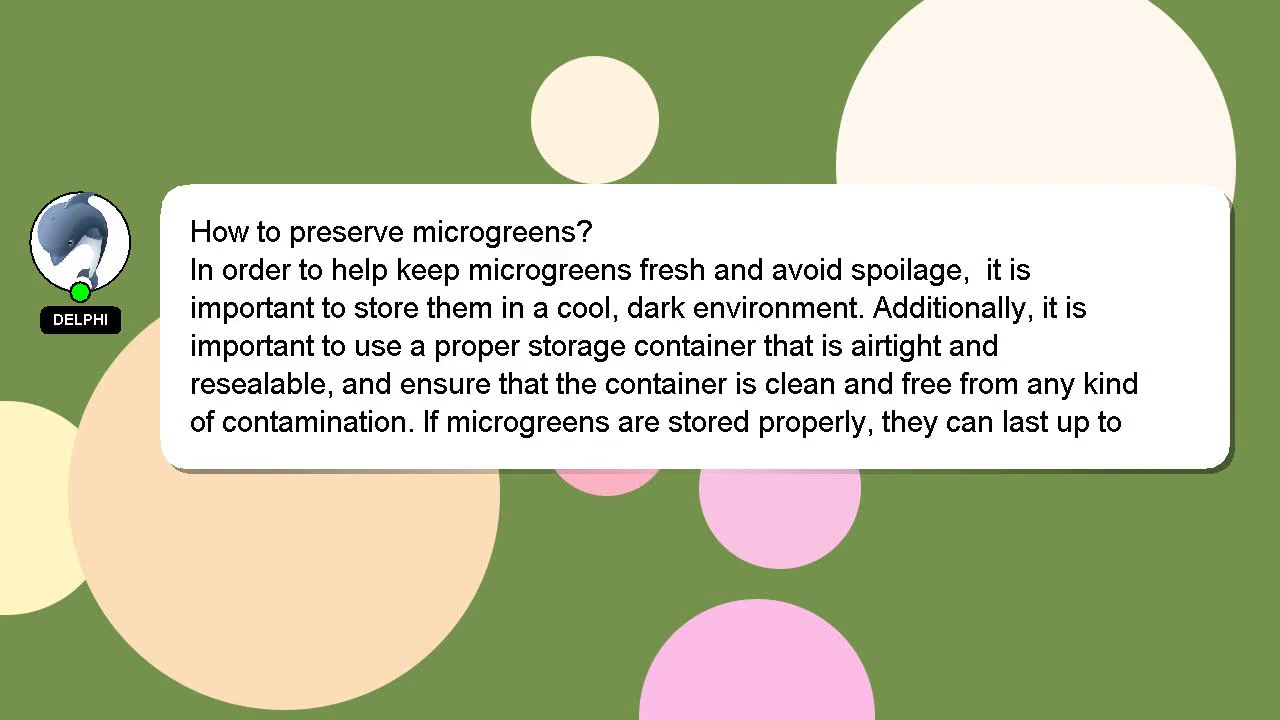 How to preserve microgreens?
In order to help keep microgreens fresh and avoid spoilage,  it is
important to store them in a cool, dark environment. Additionally, it is
important to use a proper storage container that is airtight and
resealable, and ensure that the container is clean and free from any kind
of contamination. If microgreens are stored properly, they can last up to
DELPHI